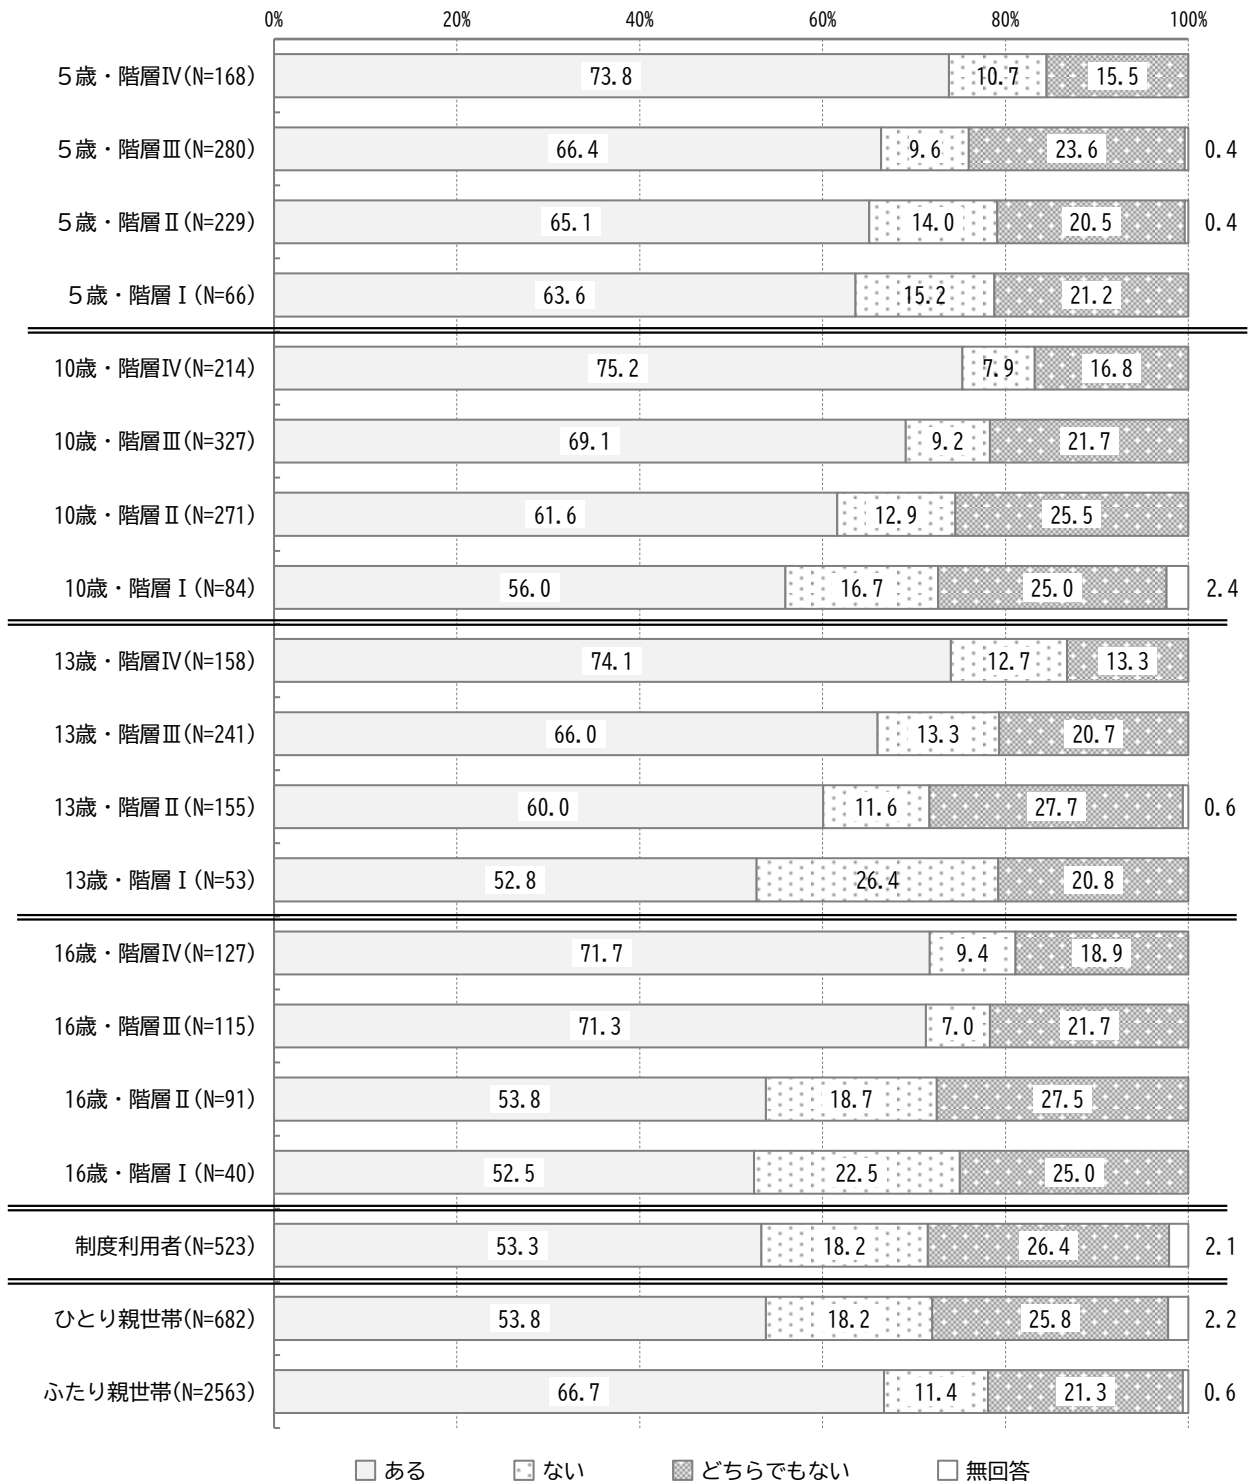 0% 20% 40% 60% 80% 100%
5歳・階層Ⅳ(N=168) 73.8 10.7 15.5
5歳・階層Ⅲ(N=280) 66.4 9.6 23.6 0.4
5歳・階層Ⅱ(N=229) 65.1 14.0 20.5 0.4
5歳・階層Ⅰ(N=66) 63.6 15.2 21.2
10歳・階層Ⅳ(N=214) 75.2 7.9 16.8
10歳・階層Ⅲ(N=327) 69.1 9.2 21.7
10歳・階層Ⅱ(N=271) 61.6 12.9 25.5
10歳・階層Ⅰ(N=84) 56.0 16.7 25.0 2.4
13歳・階層Ⅳ(N=158) 74.1 12.7 13.3
13歳・階層Ⅲ(N=241) 66.0 13.3 20.7
13歳・階層Ⅱ(N=155) 60.0 11.6 27.7 0.6
13歳・階層Ⅰ(N=53) 52.8 26.4 20.8
16歳・階層Ⅳ(N=127) 71.7 9.4 18.9
16歳・階層Ⅲ(N=115) 71.3 7.0 21.7
16歳・階層Ⅱ(N=91) 53.8 18.7 27.5
16歳・階層Ⅰ(N=40) 52.5 22.5 25.0
制度利用者(N=523) 53.3 18.2 26.4 2.1
ひとり親世帯(N=682) 53.8 18.2 25.8 2.2
ふたり親世帯(N=2563) 66.7 11.4 21.3 0.6
ある ない どちらでもない 無回答